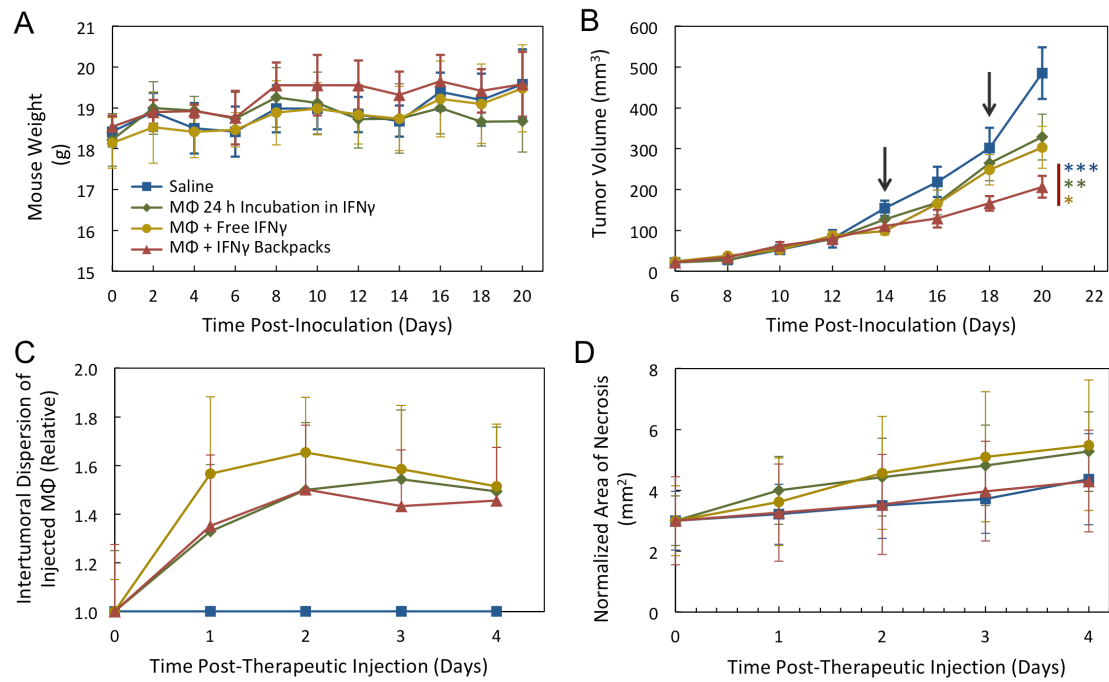 A
21
20
19
18
17
16
15
Mouse Weight
(g)
Saline
MΦ 24 h Incubation in IFNγ
MΦ + Free IFNγ
MΦ + IFNγ Backpacks
0 2 4 6 8 10 12 14 16 18 20
Time Post-Inoculation (Days)
B
600
500
400
300
200
100
0
Tumor Volume (mm³)
***
**
*
6 8 10 12 14 16 18 20 22
Time Post-Inoculation (Days)
C
2.0
1.8
1.6
1.4
1.2
1.0
Intertumoral Dispersion of
Injected MΦ (Relative)
0 1 2 3 4
Time Post-Therapeutic Injection (Days)
D
8
6
4
2
0
Normalized Area of Necrosis
(mm²)
0 1 2 3 4
Time Post-Therapeutic Injection (Days)